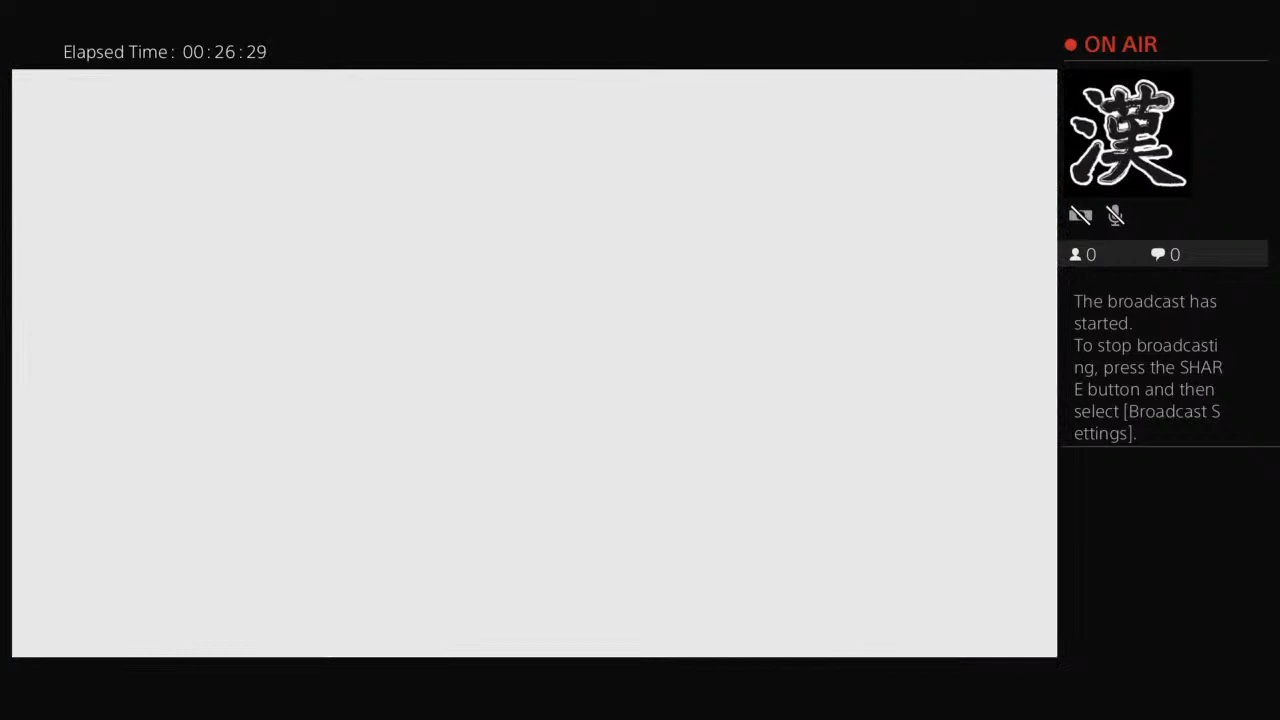 Elapsed Time: 00:26:29
ON AIR
漢
0 0
The broadcast has
started.
To stop broadcasti
ng, press the SHAR
E button and then
select [Broadcast S
ettings].